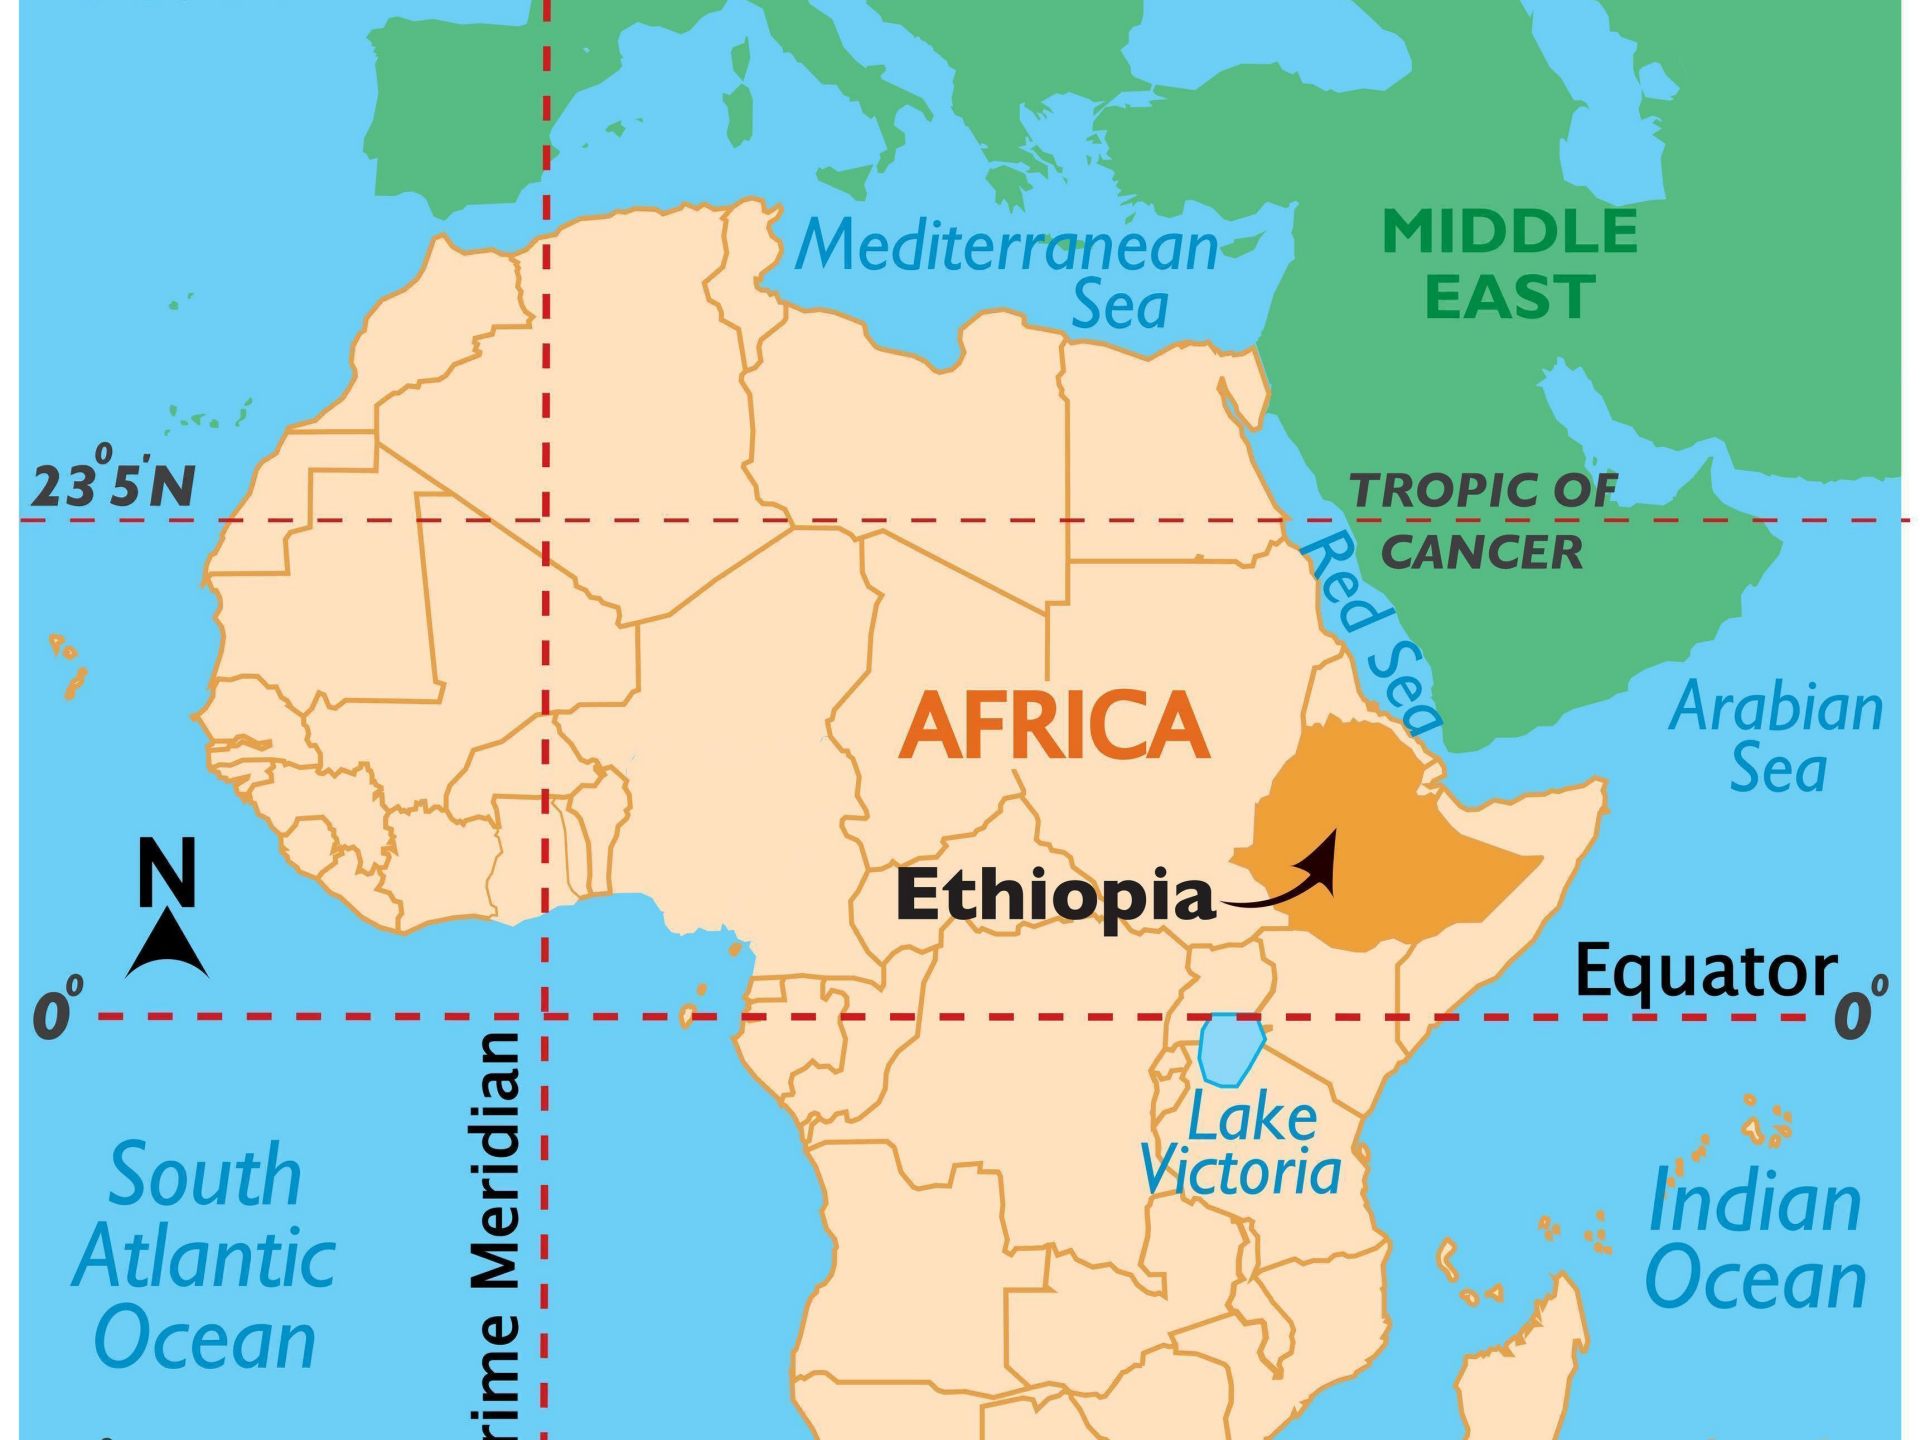 Mediterranean
Sea
MIDDLE
EAST
23°5'N
TROPIC OF
CANCER
Red Sea
Arabian
Sea
AFRICA
N
Ethiopia
Equator
0°
0°
Lake
Victoria
South
Atlantic
Ocean
rime Meridian
Indian
Ocean